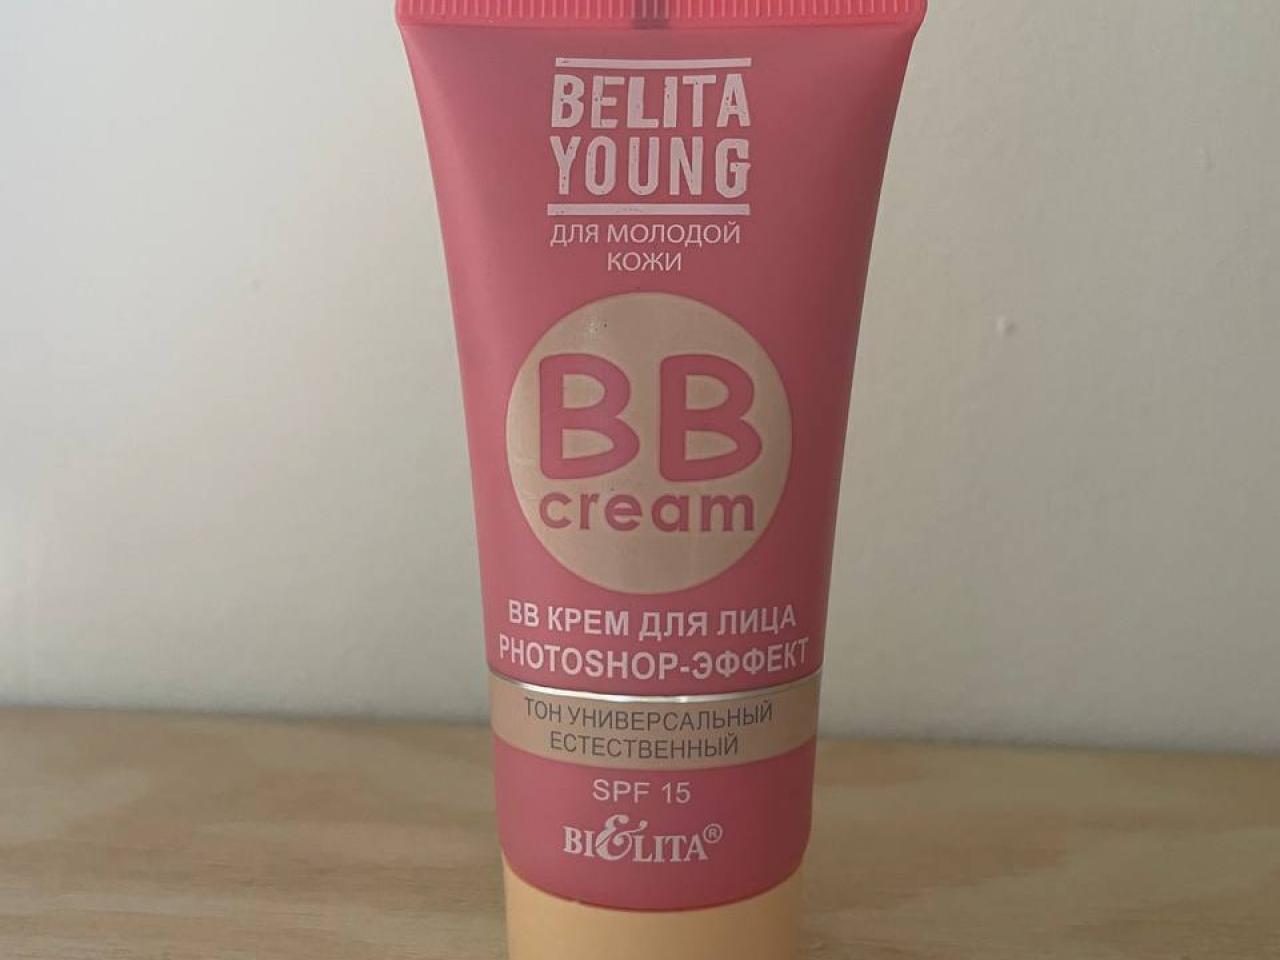 BELITA
YOUNG
ДЛЯ МОЛОДОЙ
КОЖИ
BB
cream
BB КРЕМ ДЛЯ ЛИЦА
PHOTOSHOP-ЭФФЕКТ
ТОН УНИВЕРСАЛЬНЫЙ
ЕСТЕСТВЕННЫЙ
SPF 15
BI&ELITA®